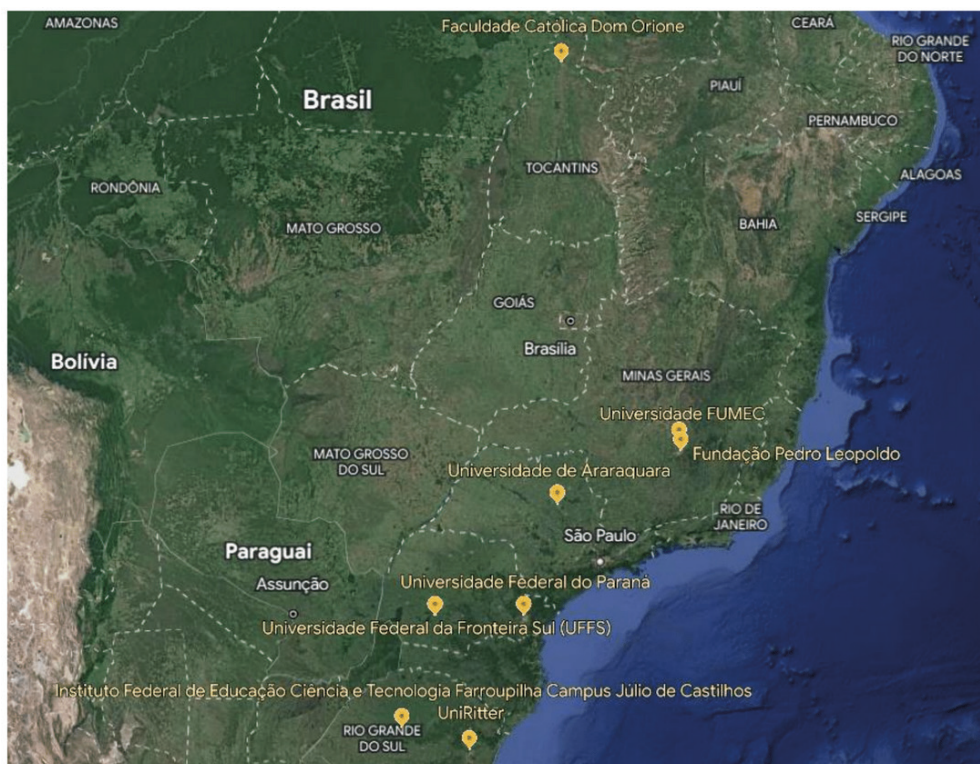 AMAZONAS
CEARÁ
Faculdade Católica Dom Orione
RIO GRANDE
DO NORTE
PIAUÍ
Brasil
PERNAMBUCO
TOCANTINS
ALAGOAS
RONDÔNIA
SERGIPE
MATO GROSSO
BAHIA
GOIÁS
Brasília
Bolívia
MINAS GERAIS
Universidade FUMEC
Fundação Pedro Leopoldo
MATO GROSSO
DO SUL
Universidade de Araraquara
RIO DE
JANEIRO
São Paulo
Paraguai
Assunção
Universidade Federal do Paraná
Universidade Federal da Fronteira Sul (UFFS)
Instituto Federal de Educação Ciência e Tecnologia Farroupilha Campus Júlio de Castilhos
UniRitter
RIO GRANDE
DO SUL